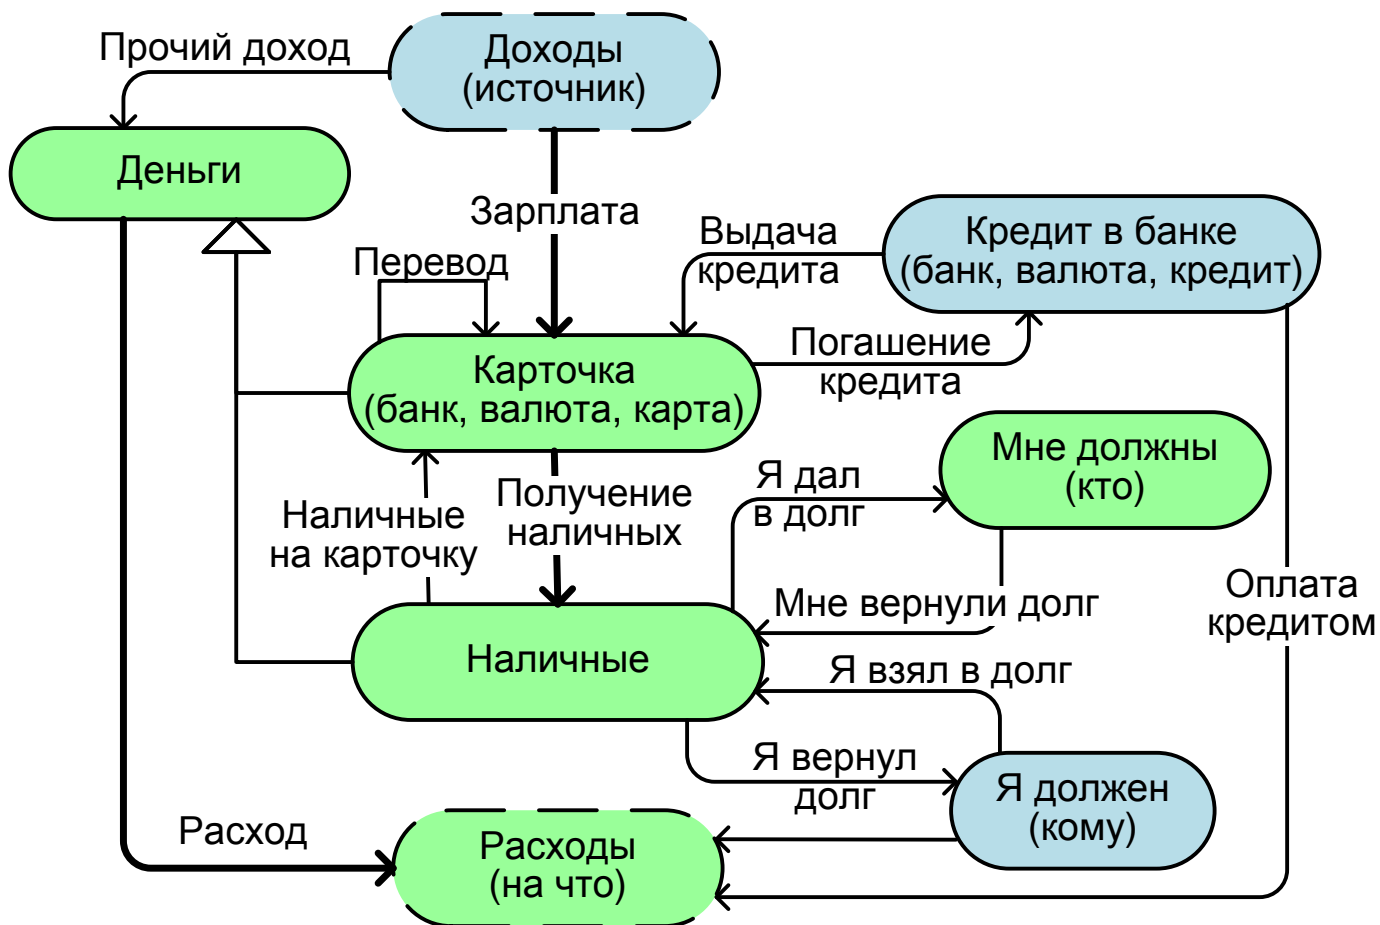 Прочий доход
Доходы
(источник)
Деньги
Зарплата
Выдача
кредита
Кредит в банке
(банк, валюта, кредит)
Перевод
Погашение
кредита
Карточка
(банк, валюта, карта)
Мне должны
(кто)
Я дал
в долг
Получение
наличных
Наличные
на карточку
Оплата
кредитом
Мне вернули долг
Наличные
Я взял в долг
Я вернул
долг
Я должен
(кому)
Расход
Расходы
(на что)